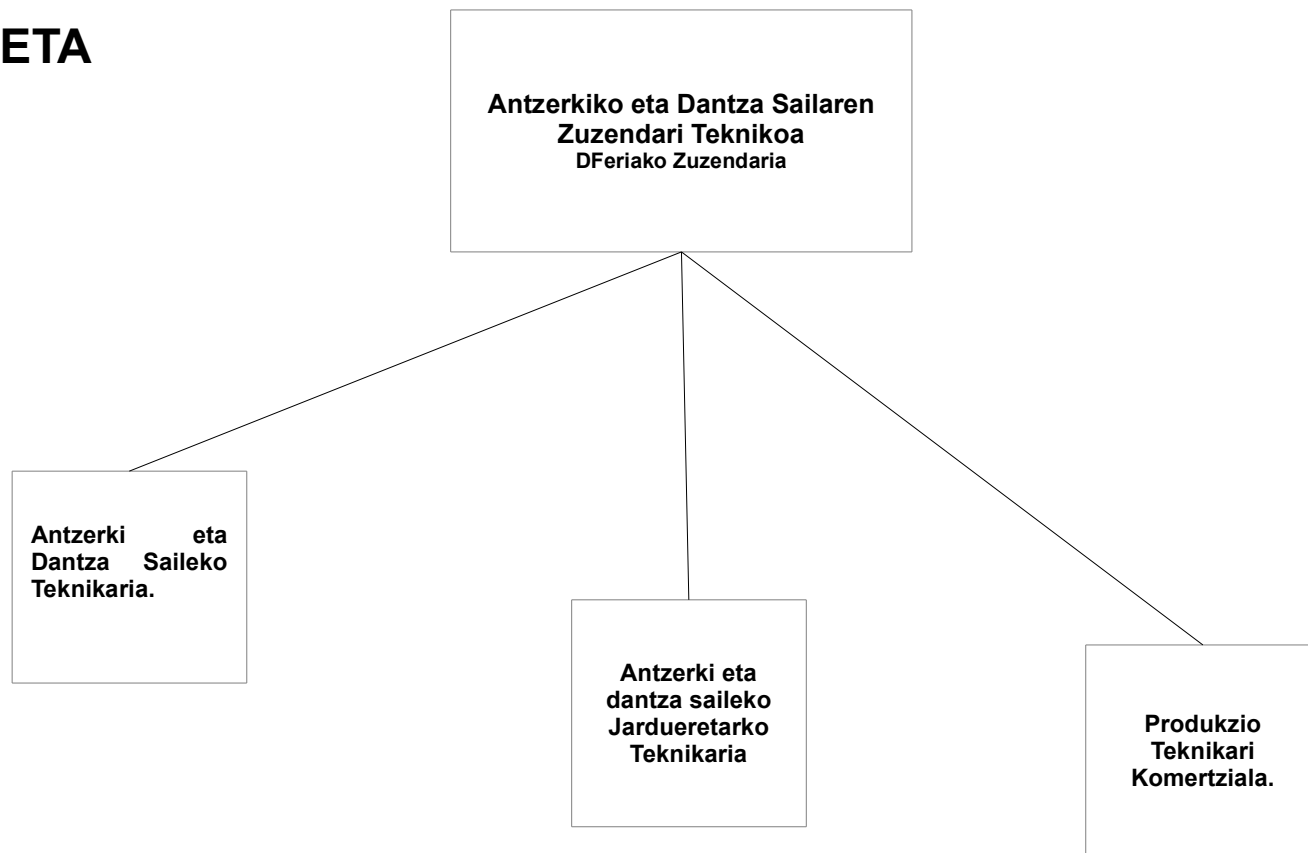 ETA
Antzerkiko eta Dantza Sailaren
Zuzendari Teknikoa
DFeriako Zuzendaria
Antzerki eta
Dantza Saileko
Teknikaria.
Antzerki eta
dantza saileko
Jardueretarko
Teknikaria
Produkzio
Teknikari
Komertziala.